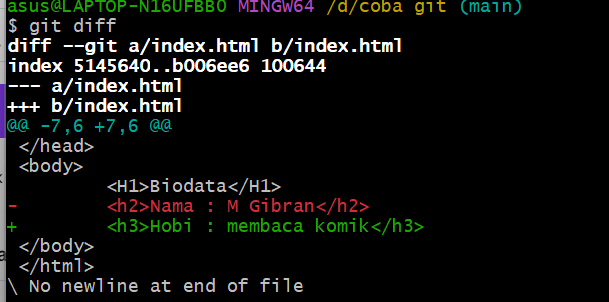 asus@LAPTOP-N16UFBB0 MINGW64 /d/coba git (main)
$ git diff
diff --git a/index.html b/index.html
index 5145640..b006ee6 100644
--- a/index.html
+++ b/index.html
@@ -7,6 +7,6 @@
 </head>
 <body>
         <H1>Biodata</H1>
-        <h2>Nama : M Gibran</h2>
+        <h3>Hobi : membaca komik</h3>
 </body>
 </html>
\ No newline at end of file